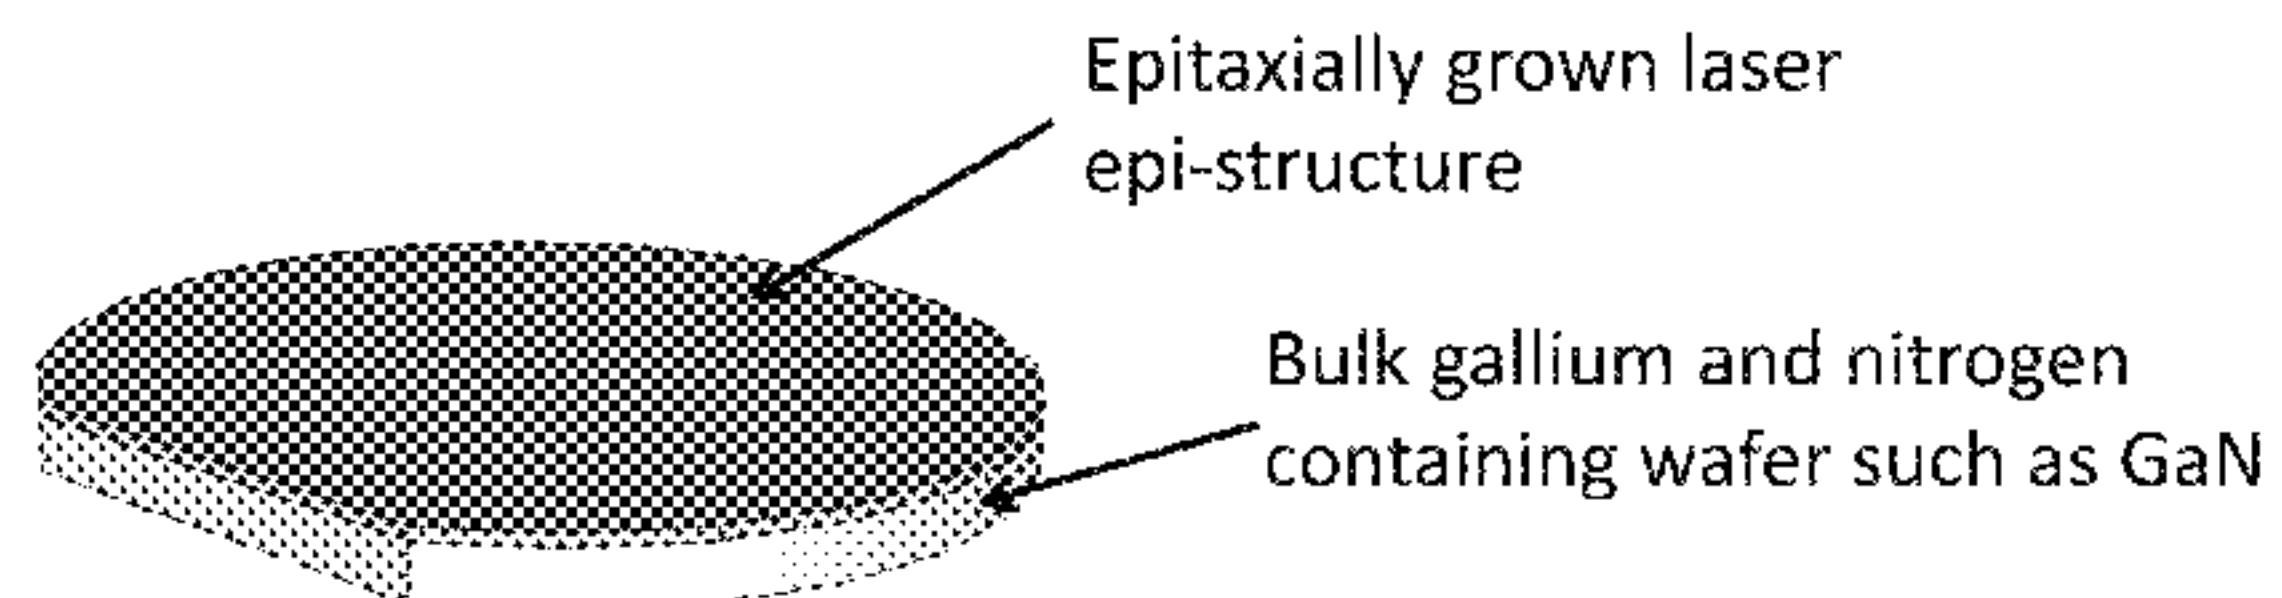 Epitaxially grown laser
epi-structure
Bulk gallium and nitrogen
containing wafer such as GaN